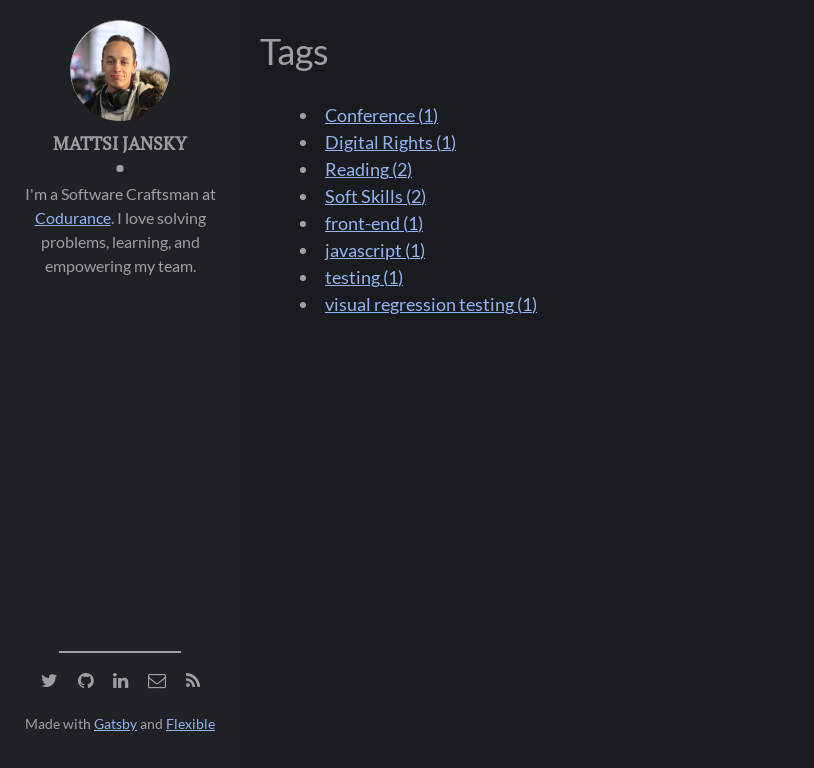 MATTSI JANSKY
I'm a Software Craftsman at
Codurance. I love solving
problems, learning, and
empowering my team.
Made with Gatsby and Flexible
Tags
Conference (1)
Digital Rights (1)
Reading (2)
Soft Skills (2)
front-end (1)
javascript (1)
testing (1)
visual regression testing (1)